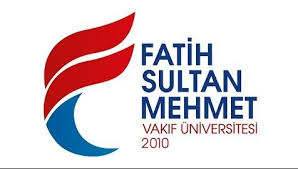 FATİH
SULTAN
MEHMET
VAKIF ÜNİVERSİTESİ
2010